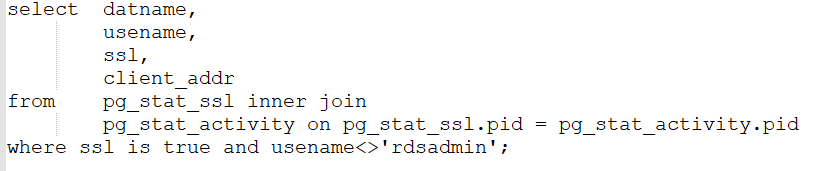 select  datname,
        usename,
        ssl,
        client_addr
from    pg_stat_ssl inner join
        pg_stat_activity on pg_stat_ssl.pid = pg_stat_activity.pid
where ssl is true and usename<>'rdsadmin';